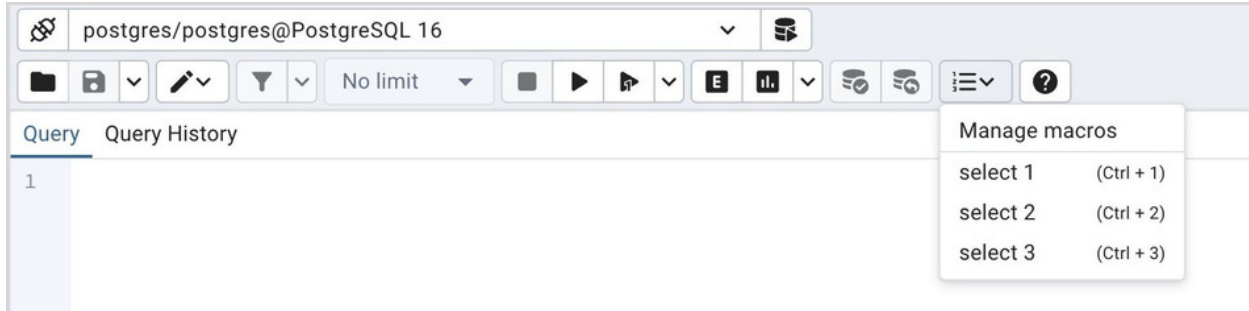 postgres/postgres@PostgreSQL 16
No limit
E
Query Query History
Manage macros
1
select 1 (Ctrl + 1)
select 2 (Ctrl + 2)
select 3 (Ctrl + 3)